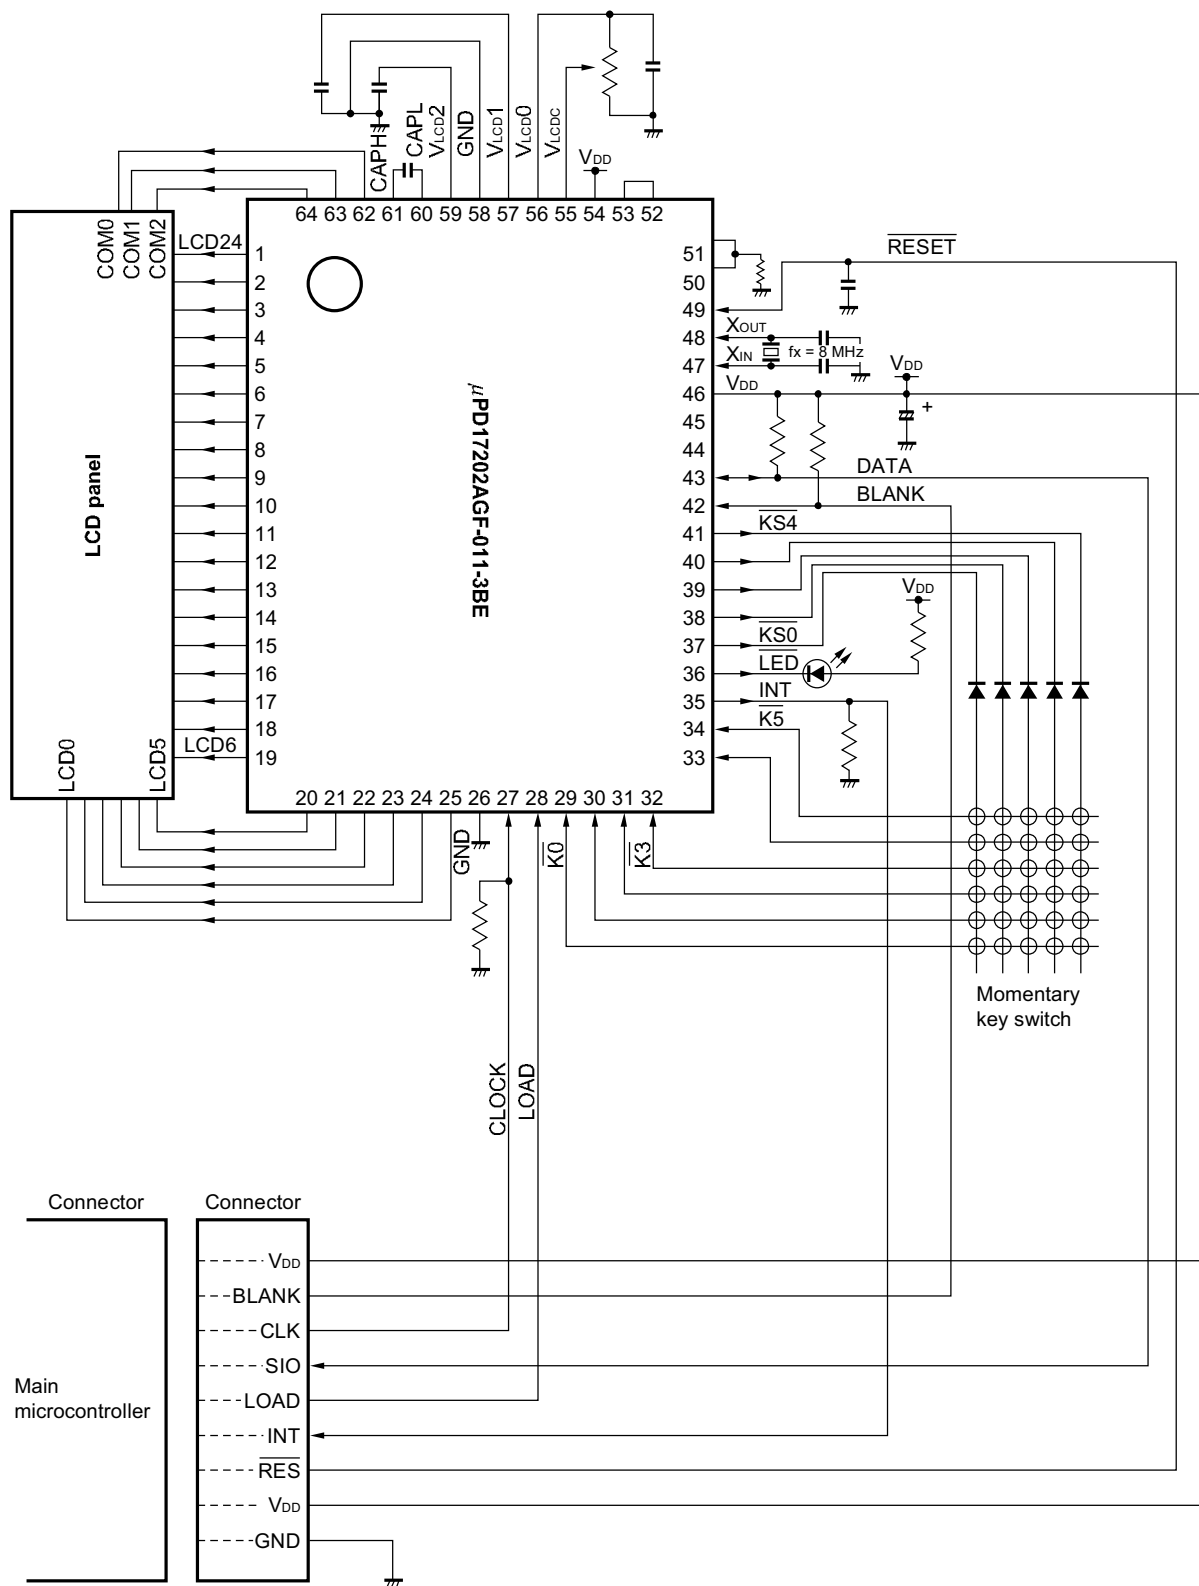 CAPH
CAPL
VLCD2
GND
VLCD1
VLCD0
VLCDC
VDD
64 63 62 61 60 59 58 57 56 55 54 53 52
COM0
COM1
COM2
LCD24
LCD panel
LCD0
LCD5
LCD6
1
2
3
4
5
6
7
8
9
10
11
12
13
14
15
16
17
18
19
μPD17202AGF-011-3BE
51
50
49
48
47
46
45
44
43
42
41
40
39
38
37
36
35
34
33
RESET
XOUT
XIN
fx = 8 MHz
VDD
VDD
+
DATA
BLANK
KS4
VDD
KS0
LED
INT
K5
20 21 22 23 24 25 26 27 28 29 30 31 32
GND
K0
K3
Momentary
key switch
CLOCK
LOAD
Connector
Connector
Main
microcontroller
VDD
BLANK
CLK
SIO
LOAD
INT
RES
VDD
GND